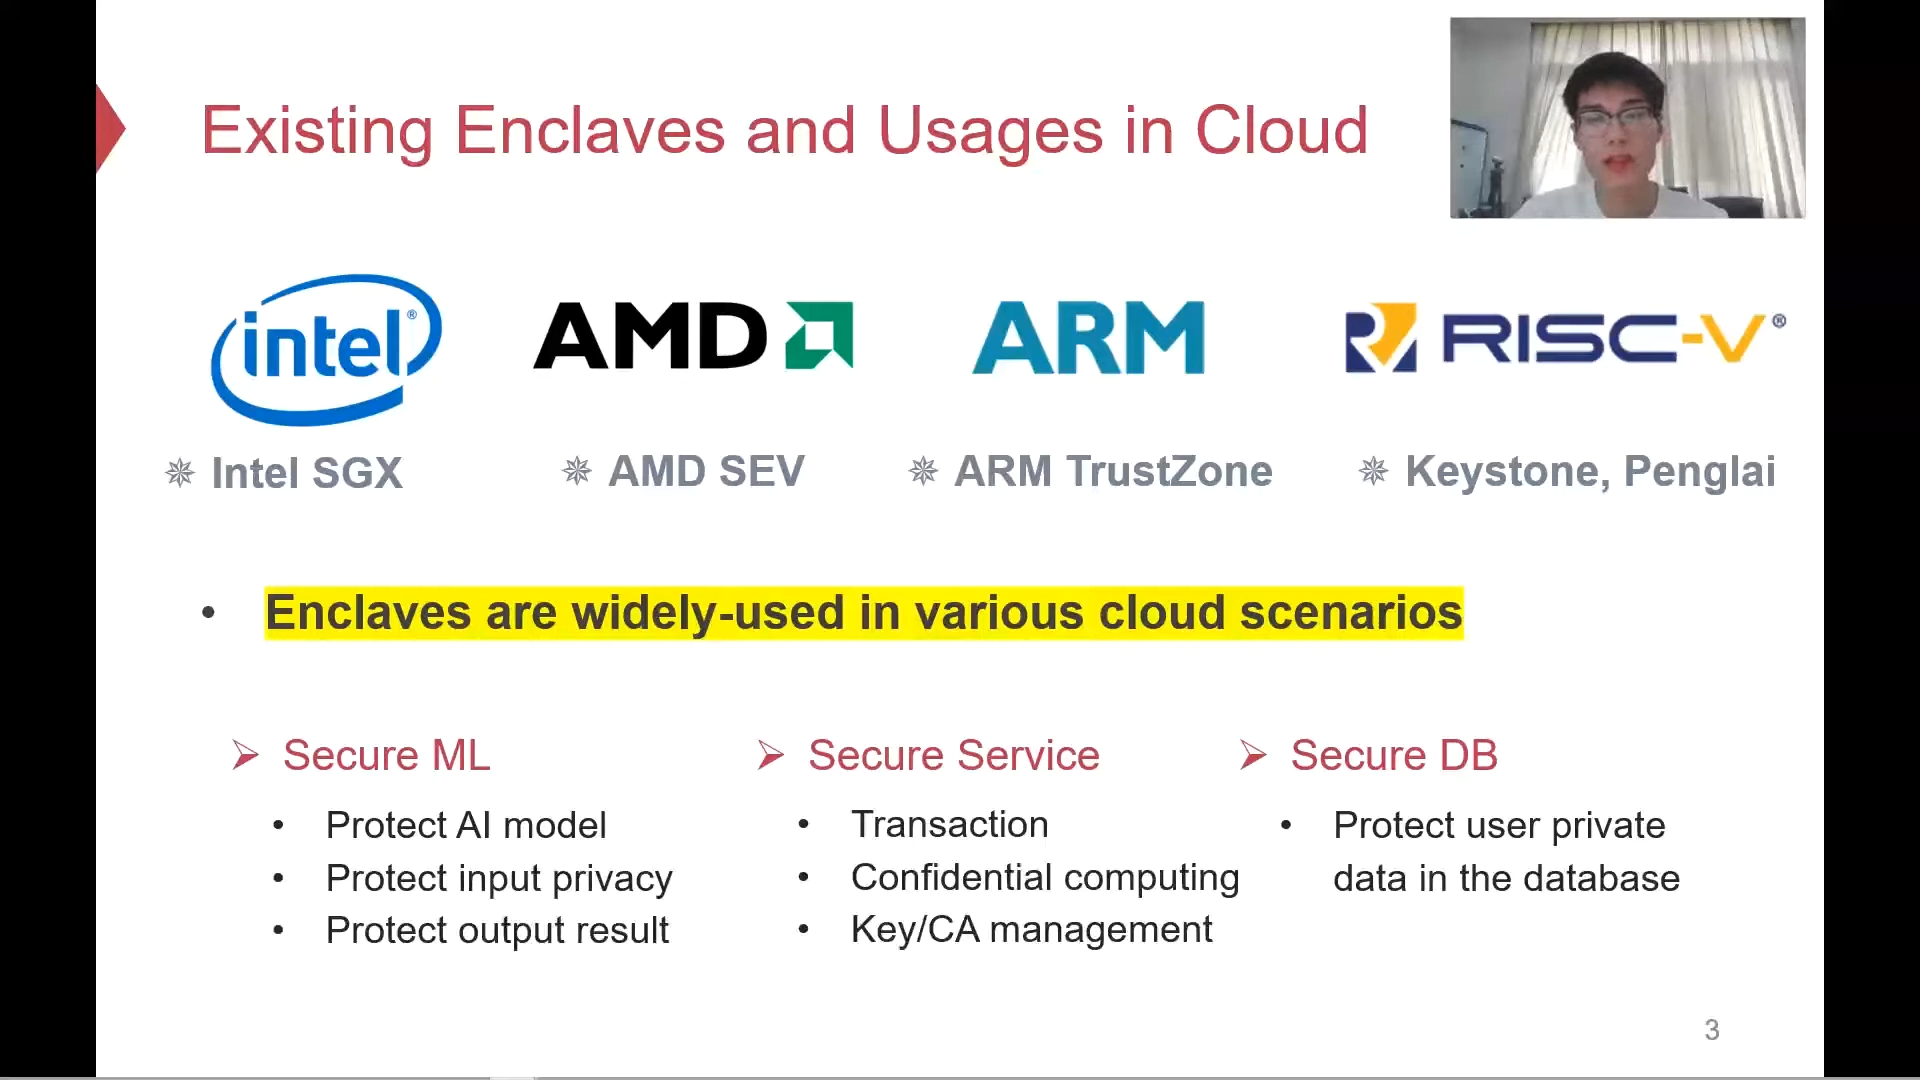 Existing Enclaves and Usages in Cloud
intel®
AMD
ARM
RISC-V®
Intel SGX
AMD SEV
ARM TrustZone
Keystone, Penglai
• Enclaves are widely-used in various cloud scenarios
Secure ML
• Protect AI model
• Protect input privacy
• Protect output result
Secure Service
• Transaction
• Confidential computing
• Key/CA management
Secure DB
• Protect user private
data in the database
3